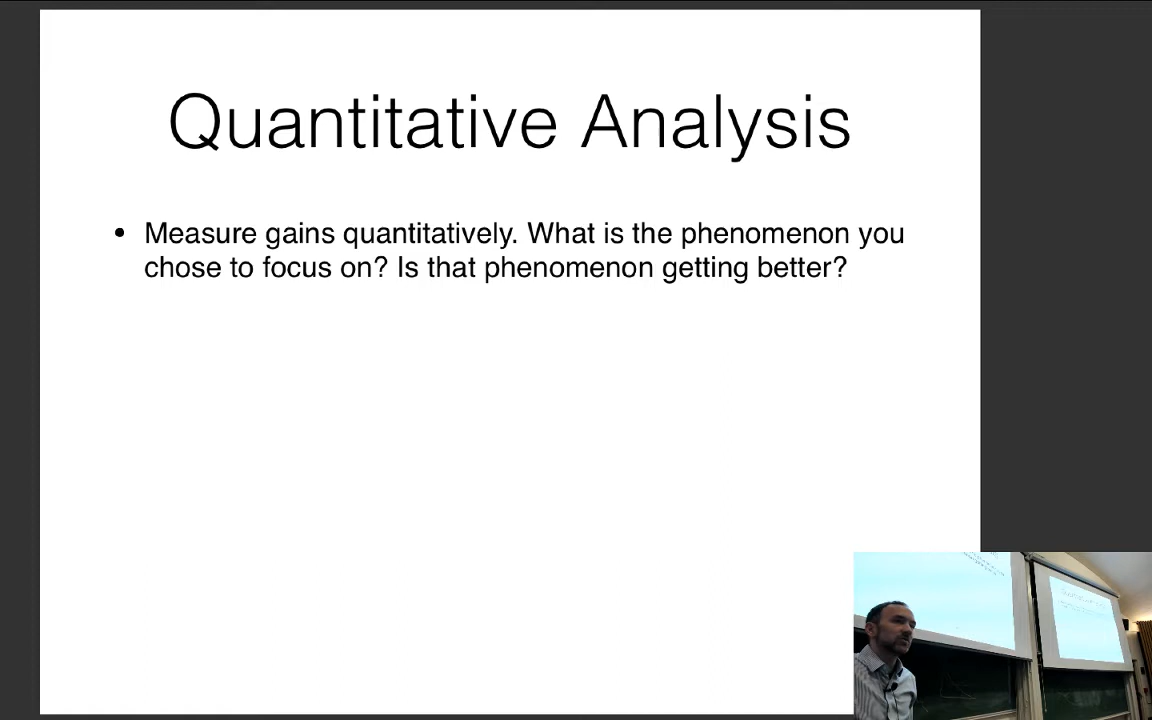 Quantitative Analysis
• Measure gains quantitatively. What is the phenomenon you
chose to focus on? Is that phenomenon getting better?